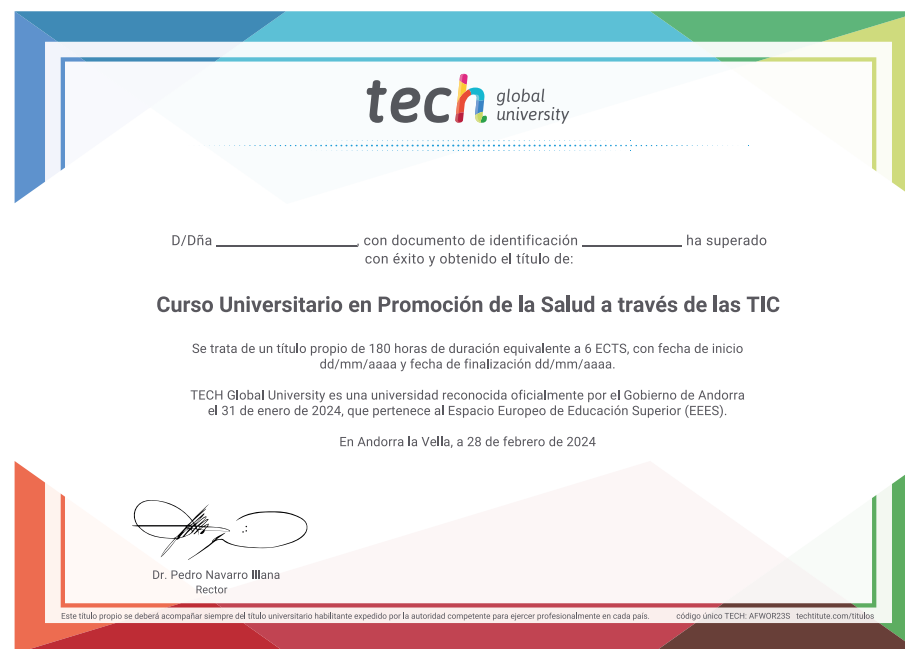 tech global university
D/Dña ____________________, con documento de identificación ______________ ha superado
con éxito y obtenido el título de:
Curso Universitario en Promoción de la Salud a través de las TIC
Se trata de un título propio de 180 horas de duración equivalente a 6 ECTS, con fecha de inicio
dd/mm/aaaa y fecha de finalización dd/mm/aaaa.
TECH Global University es una universidad reconocida oficialmente por el Gobierno de Andorra
el 31 de enero de 2024, que pertenece al Espacio Europeo de Educación Superior (EEES).
En Andorra la Vella, a 28 de febrero de 2024
Dr. Pedro Navarro Illana
Rector
Este título propio se deberá acompañar siempre del título universitario habilitante expedido por la autoridad competente para ejercer profesionalmente en cada país. código único TECH: AFWOR23S techtitute.com/titulos